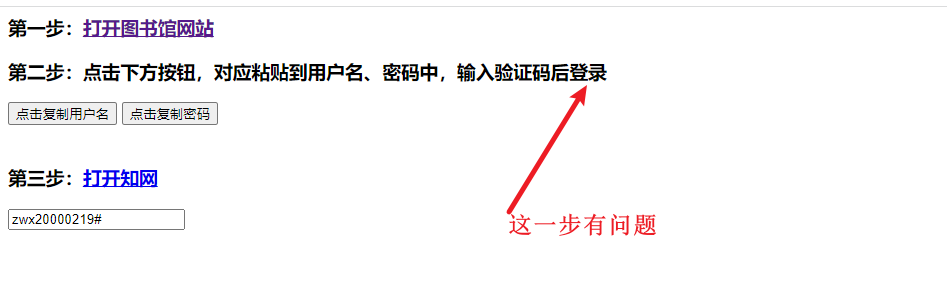 第一步：打开图书馆网站
第二步：点击下方按钮，对应粘贴到用户名、密码中，输入验证码后登录
点击复制用户名 点击复制密码
第三步：打开知网
zwx20000219#
这一步有问题